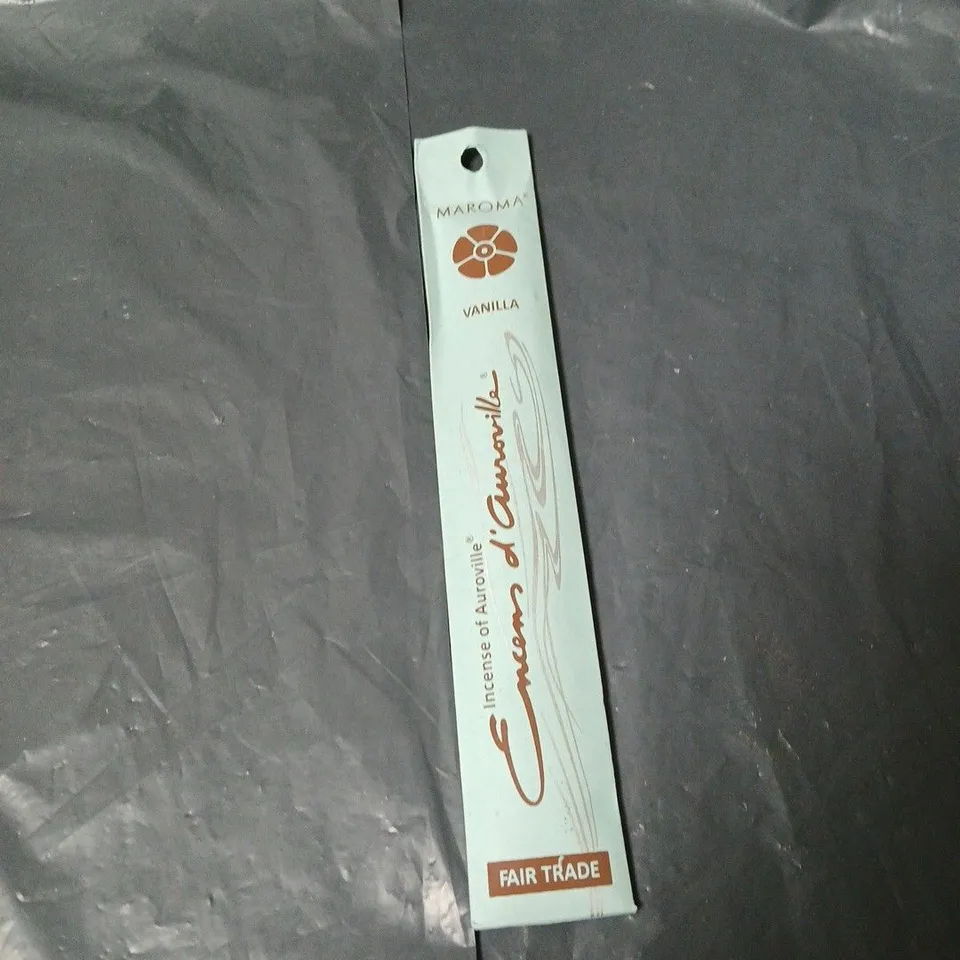 MAROMA®
VANILLA
Incense of Auroville®
Encens d'Auroville®
FAIR TRADE